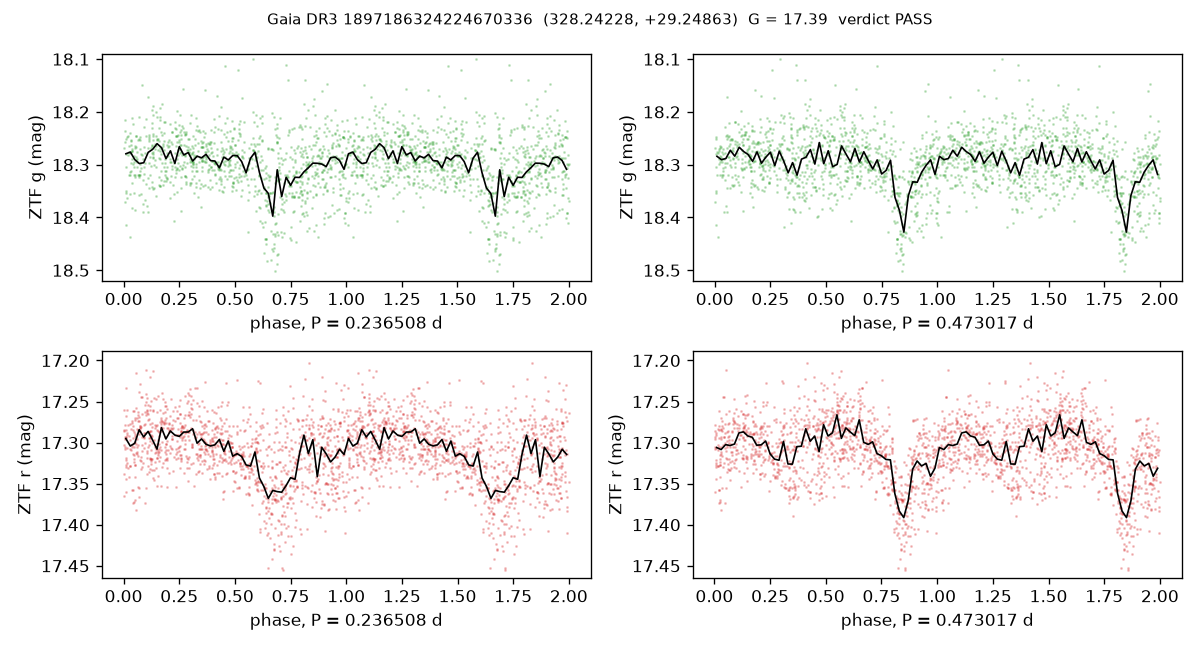 Gaia DR3 1897186324224670336  (328.24228, +29.24863)  G = 17.39  verdict PASS
18.1
18.2
18.3
18.4
18.5
ZTF g (mag)
0.00 0.25 0.50 0.75 1.00 1.25 1.50 1.75 2.00
phase, P = 0.236508 d
18.1
18.2
18.3
18.4
18.5
ZTF g (mag)
0.00 0.25 0.50 0.75 1.00 1.25 1.50 1.75 2.00
phase, P = 0.473017 d
17.20
17.25
17.30
17.35
17.40
17.45
ZTF r (mag)
0.00 0.25 0.50 0.75 1.00 1.25 1.50 1.75 2.00
phase, P = 0.236508 d
17.20
17.25
17.30
17.35
17.40
17.45
ZTF r (mag)
0.00 0.25 0.50 0.75 1.00 1.25 1.50 1.75 2.00
phase, P = 0.473017 d